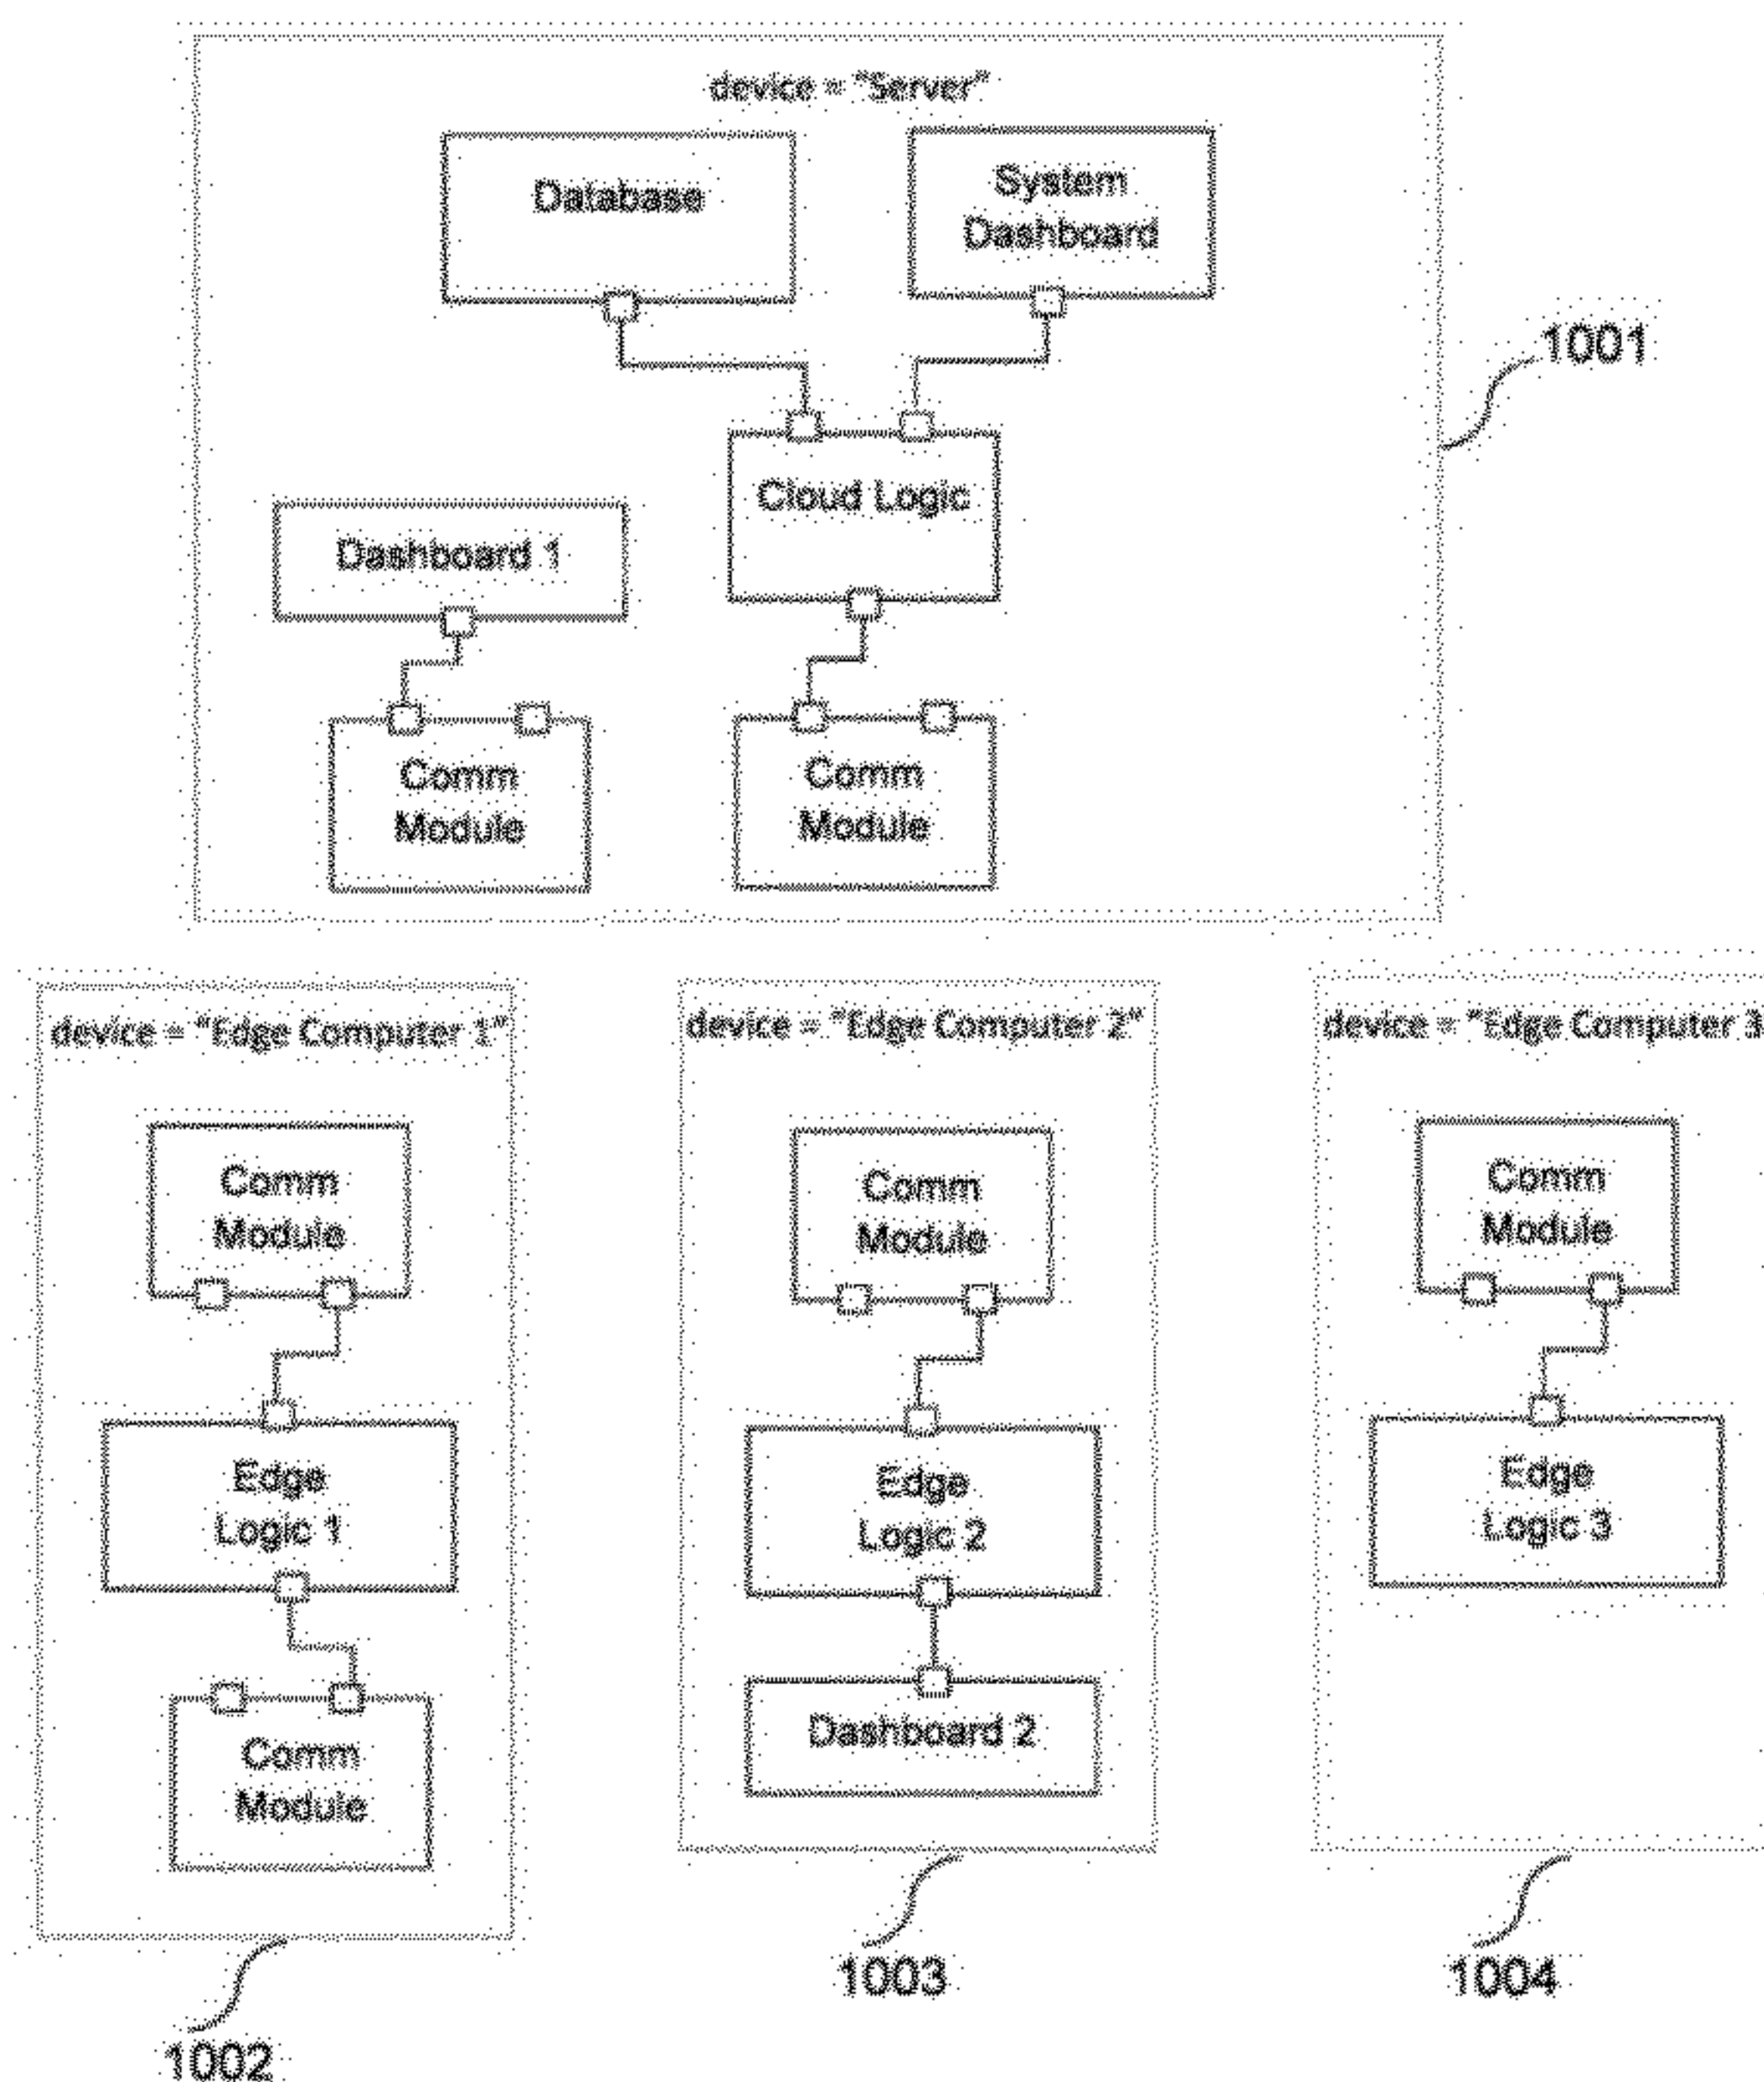 device = "Server"
Database
System
Dashboard
1001
Cloud Logic
Dashboard 1
Comm
Module
Comm
Module
device = "Edge Computer 1"
Comm
Module
Edge
Logic 1
Comm
Module
1002
device = "Edge Computer 2"
Comm
Module
Edge
Logic 2
Dashboard 2
1003
device = "Edge Computer 3
Comm
Module
Edge
Logic 3
1004